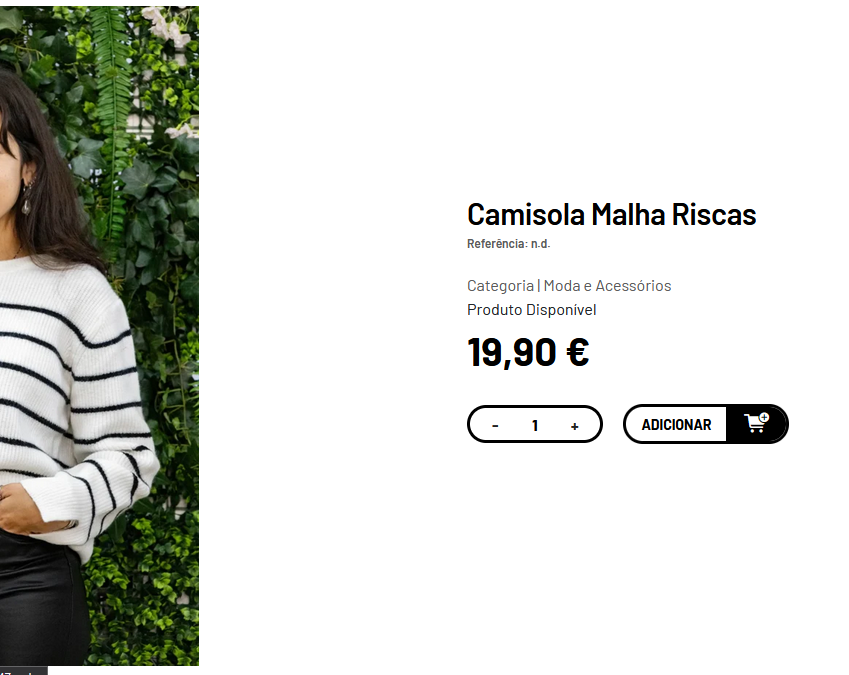 Camisola Malha Riscas
Referência: n.d.
Categoria | Moda e Acessórios
Produto Disponível
19,90 €
- 1 +
ADICIONAR